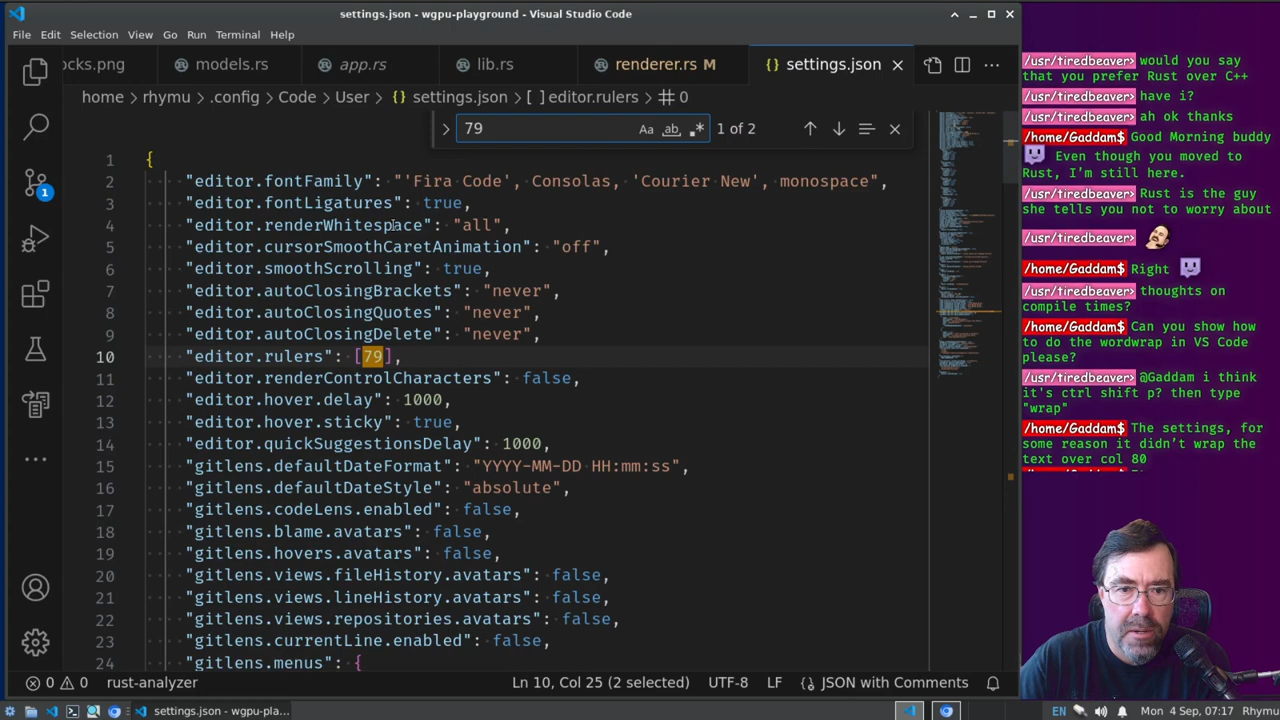 settings.json - wgpu-playground - Visual Studio Code
File Edit Selection View Go Run Terminal Help
ocks.png models.rs app.rs lib.rs renderer.rs M settings.json
home > rhymu > .config > Code > User > {} settings.json > [ ] editor.rulers > # 0
79 Aa ab .* 1 of 2
1 {
2 "editor.fontFamily": "'Fira Code', Consolas, 'Courier New', monospace",
3 "editor.fontLigatures": true,
4 "editor.renderWhitespace": "all",
5 "editor.cursorSmoothCaretAnimation": "off",
6 "editor.smoothScrolling": true,
7 "editor.autoClosingBrackets": "never",
8 "editor.autoClosingQuotes": "never",
9 "editor.autoClosingDelete": "never",
10 "editor.rulers": [79],
11 "editor.renderControlCharacters": false,
12 "editor.hover.delay": 1000,
13 "editor.hover.sticky": true,
14 "editor.quickSuggestionsDelay": 1000,
15 "gitlens.defaultDateFormat": "YYYY-MM-DD HH:mm:ss",
16 "gitlens.defaultDateStyle": "absolute",
17 "gitlens.codeLens.enabled": false,
18 "gitlens.blame.avatars": false,
19 "gitlens.hovers.avatars": false,
20 "gitlens.views.fileHistory.avatars": false,
21 "gitlens.views.lineHistory.avatars": false,
22 "gitlens.views.repositories.avatars": false,
23 "gitlens.currentLine.enabled": false,
24 "gitlens.menus": {
1
0 0 rust-analyzer Ln 10, Col 25 (2 selected) UTF-8 LF {} JSON with Comments
settings.json - wgpu-pla... EN Mon 4 Sep, 07:17 Rhymu
/usr/tiredbeaver> would you say
that you prefer Rust over C++
/usr/tiredbeaver> have i?
/usr/tiredbeaver> ah ok thanks
/home/Gaddam$ Good Morning buddy
Even though you moved to
Rust, I'm still here.
/usr/tiredbeaver> Rust is the guy
she tells you not to worry about
/usr/tiredbeaver>
/home/Gaddam$ Right
/usr/tiredbeaver> thoughts on
compile times?
/home/Gaddam$ Can you show how
to do the wordwrap in VS Code
please?
/usr/tiredbeaver> @Gaddam i think
it's ctrl shift p? then type
"wrap"
/home/Gaddam$ The settings, for
some reason it didn't wrap the
text over col 80